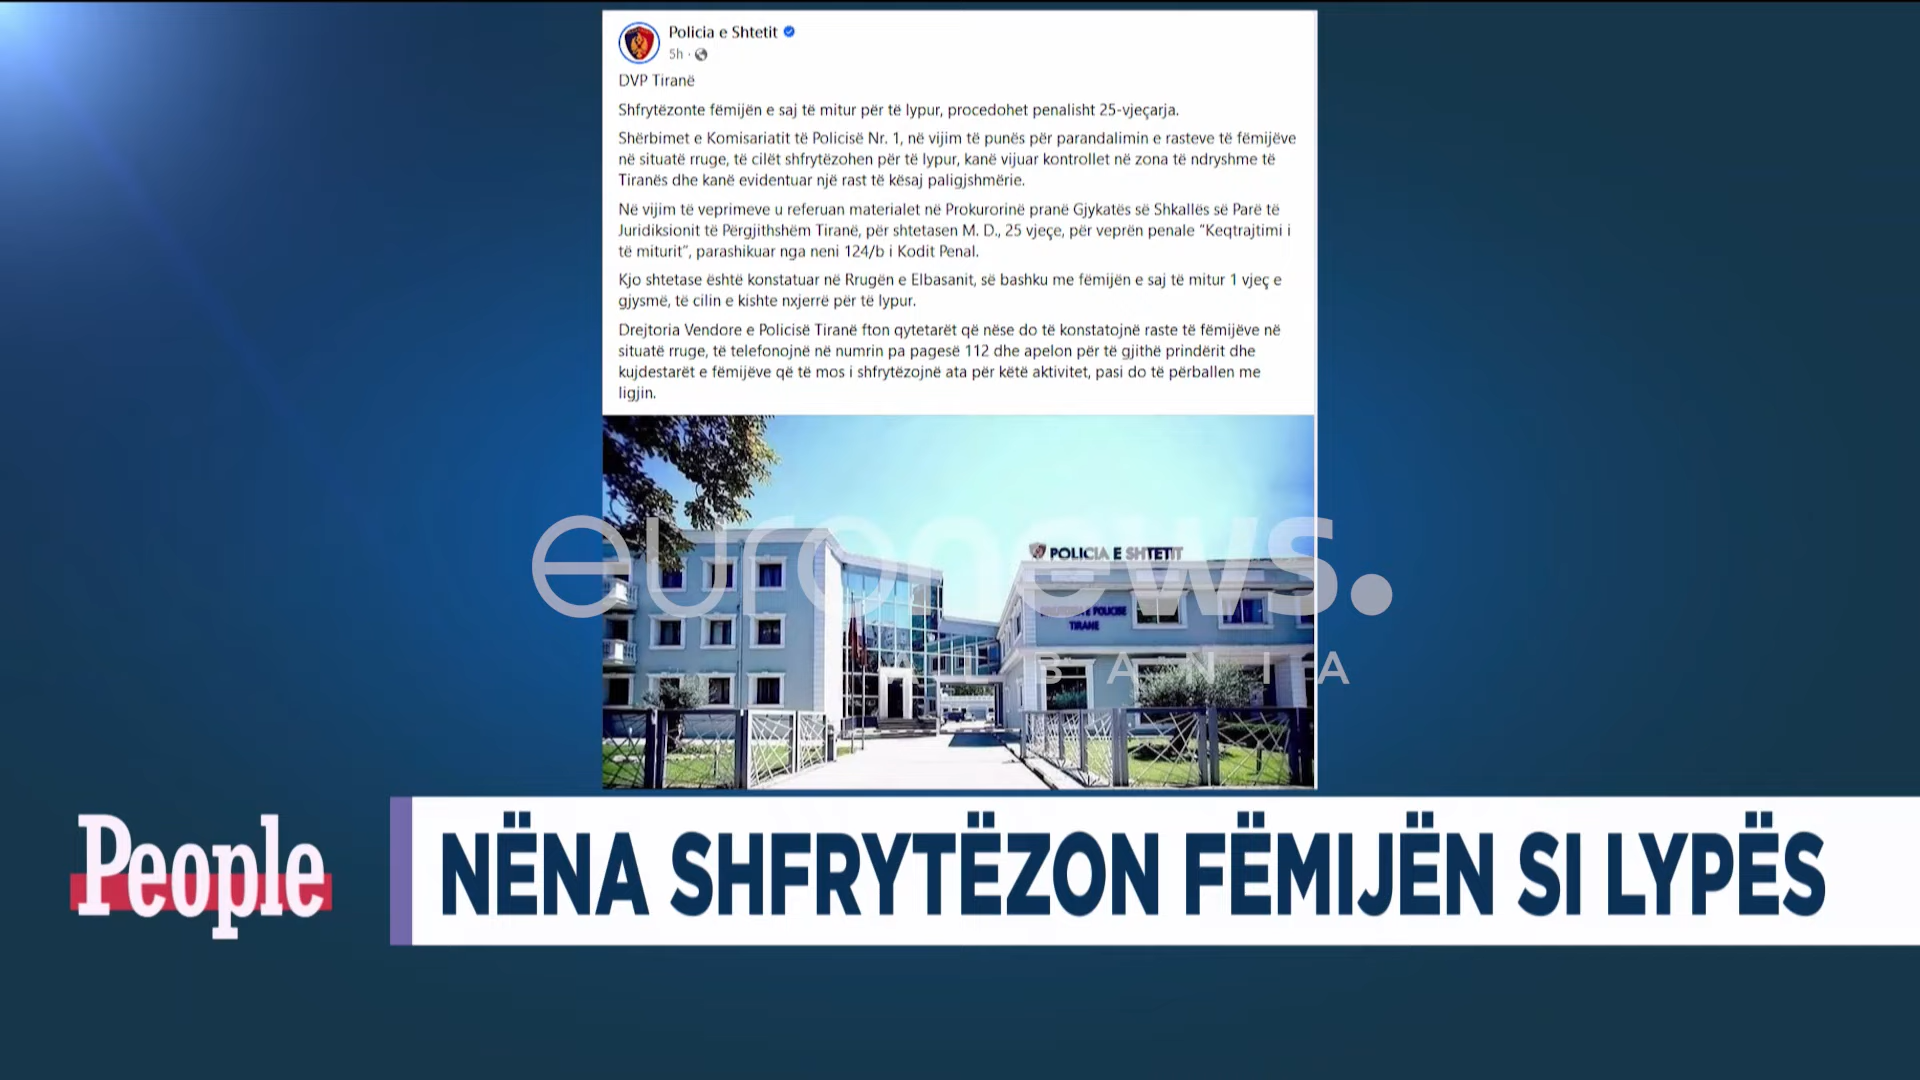 Policia e Shtetit
5h ·
DVP Tiranë
Shfrytëzonte fëmijën e saj të mitur për të lypur, procedohet penalisht 25-vjeçarja.
Shërbimet e Komisariatit të Policisë Nr. 1, në vijim të punës për parandalimin e rasteve të fëmijëve
në situatë rruge, të cilët shfrytëzohen për të lypur, kanë vijuar kontrollet në zona të ndryshme të
Tiranës dhe kanë evidentuar një rast të kësaj paligjshmërie.
Në vijim të veprimeve u referuan materialet në Prokurorinë pranë Gjykatës së Shkallës së Parë të
Juridiksionit të Përgjithshëm Tiranë, për shtetasen M. D., 25 vjeçe, për veprën penale “Keqtrajtimi i
të miturit”, parashikuar nga neni 124/b i Kodit Penal.
Kjo shtetase është konstatuar në Rrugën e Elbasanit, së bashku me fëmijën e saj të mitur 1 vjeç e
gjysmë, të cilin e kishte nxjerrë për të lypur.
Drejtoria Vendore e Policisë Tiranë fton qytetarët që nëse do të konstatojnë raste të fëmijëve në
situatë rruge, të telefonojnë në numrin pa pagesë 112 dhe apelon për të gjithë prindërit dhe
kujdestarët e fëmijëve që të mos i shfrytëzojnë ata për këtë aktivitet, pasi do të përballen me
ligjin.
POLICIA E SHTETIT
POLICISE
TIRANE
euronews.
ALBANIA
People
NËNA SHFRYTËZON FËMIJËN SI LYPËS